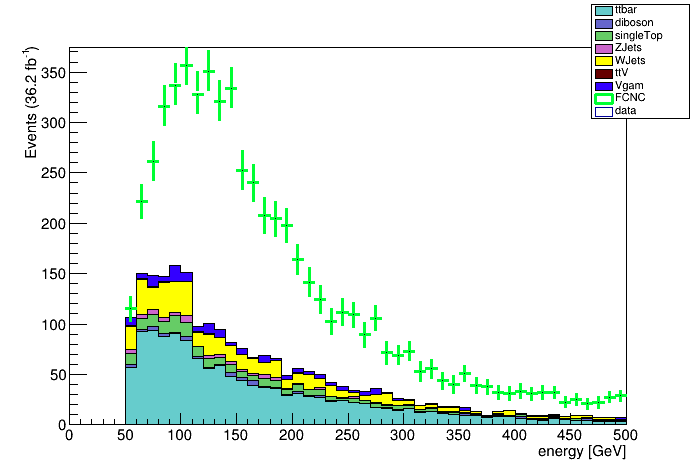 ttbar
diboson
singleTop
ZJets
WJets
ttV
Vgam
FCNC
data
Events (36.2 fb⁻¹)
350
300
250
200
150
100
50
0
0 50 100 150 200 250 300 350 400 450 500
energy [GeV]